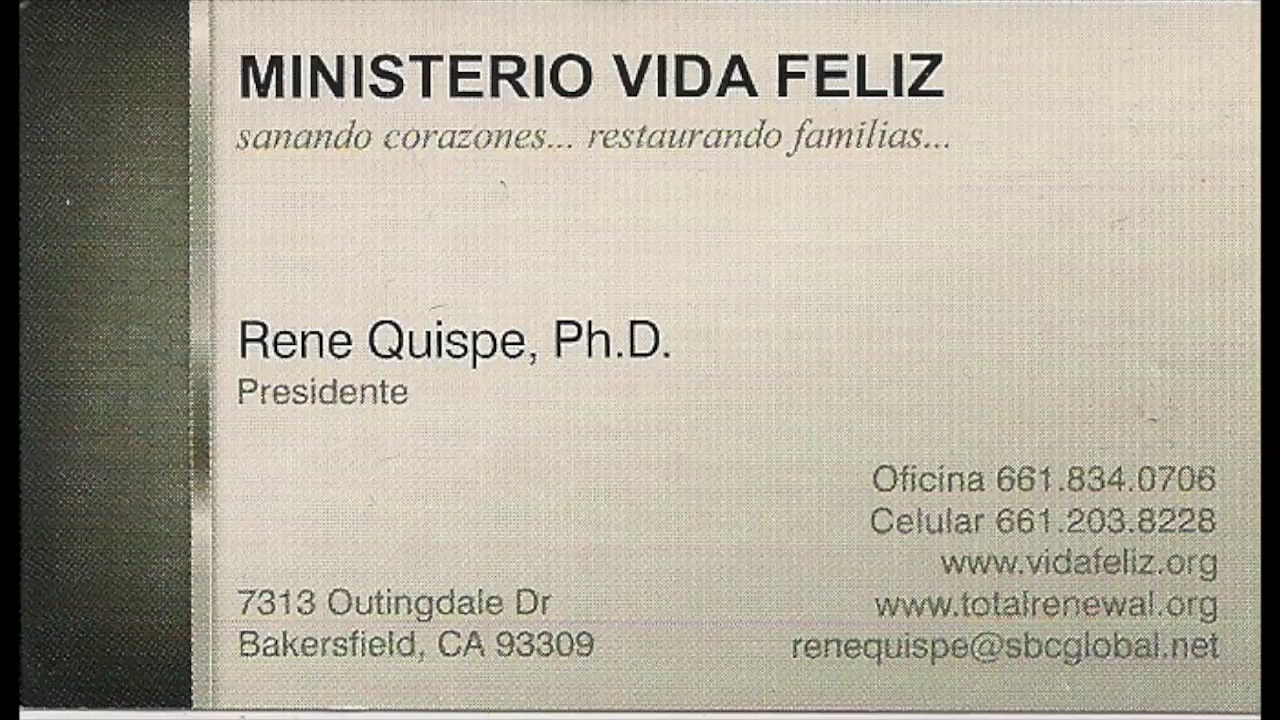 MINISTERIO VIDA FELIZ
sanando corazones... restaurando familias...
Rene Quispe, Ph.D.
Presidente
Oficina 661.834.0706
Celular 661.203.8228
www.vidafeliz.org
www.totalrenewal.org
renequispe@sbcglobal.net
7313 Outingdale Dr
Bakersfield, CA 93309